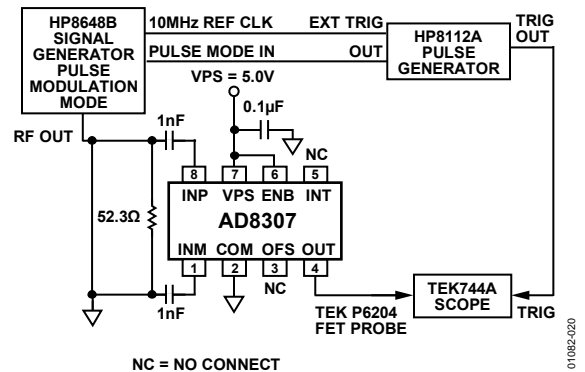 HP8648B
SIGNAL
GENERATOR
PULSE
MODULATION
MODE
10MHz REF CLK
EXT TRIG
PULSE MODE IN
OUT
HP8112A
PULSE
GENERATOR
TRIG
OUT
VPS = 5.0V
0.1µF
1nF
RF OUT
NC
8
7
6
5
INP
VPS
ENB
INT
52.3Ω
AD8307
INM
COM
OFS
OUT
1
2
3
4
NC
1nF
TEK P6204
FET PROBE
TEK744A
SCOPE
TRIG
NC = NO CONNECT
01082-020